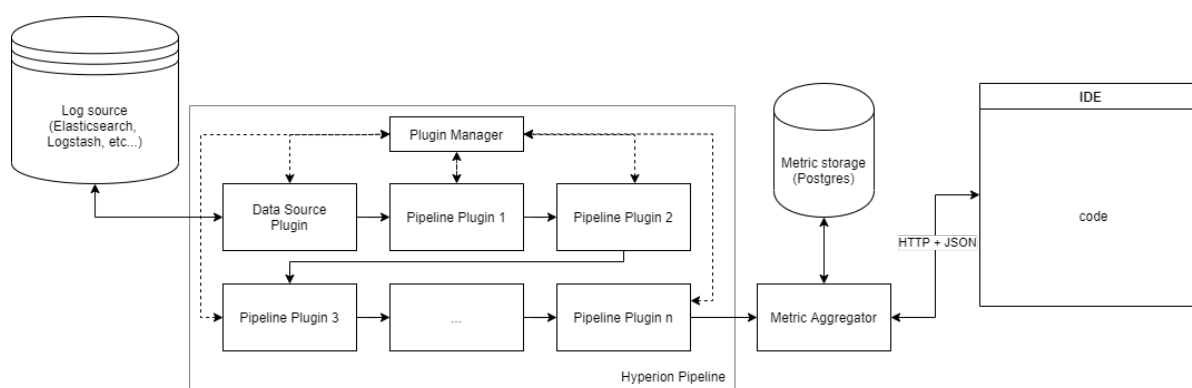 Log source
(Elasticsearch,
Logstash, etc...)
Plugin Manager
Data Source
Plugin
Pipeline Plugin 1
Pipeline Plugin 2
Pipeline Plugin 3
...
Pipeline Plugin n
Hyperion Pipeline
Metric storage
(Postgres)
Metric Aggregator
HTTP + JSON
IDE
code